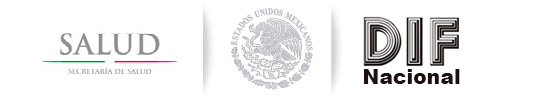 SALUD
SECRETARÍA DE SALUD
ESTADOS UNIDOS MEXICANOS
DIF
Nacional